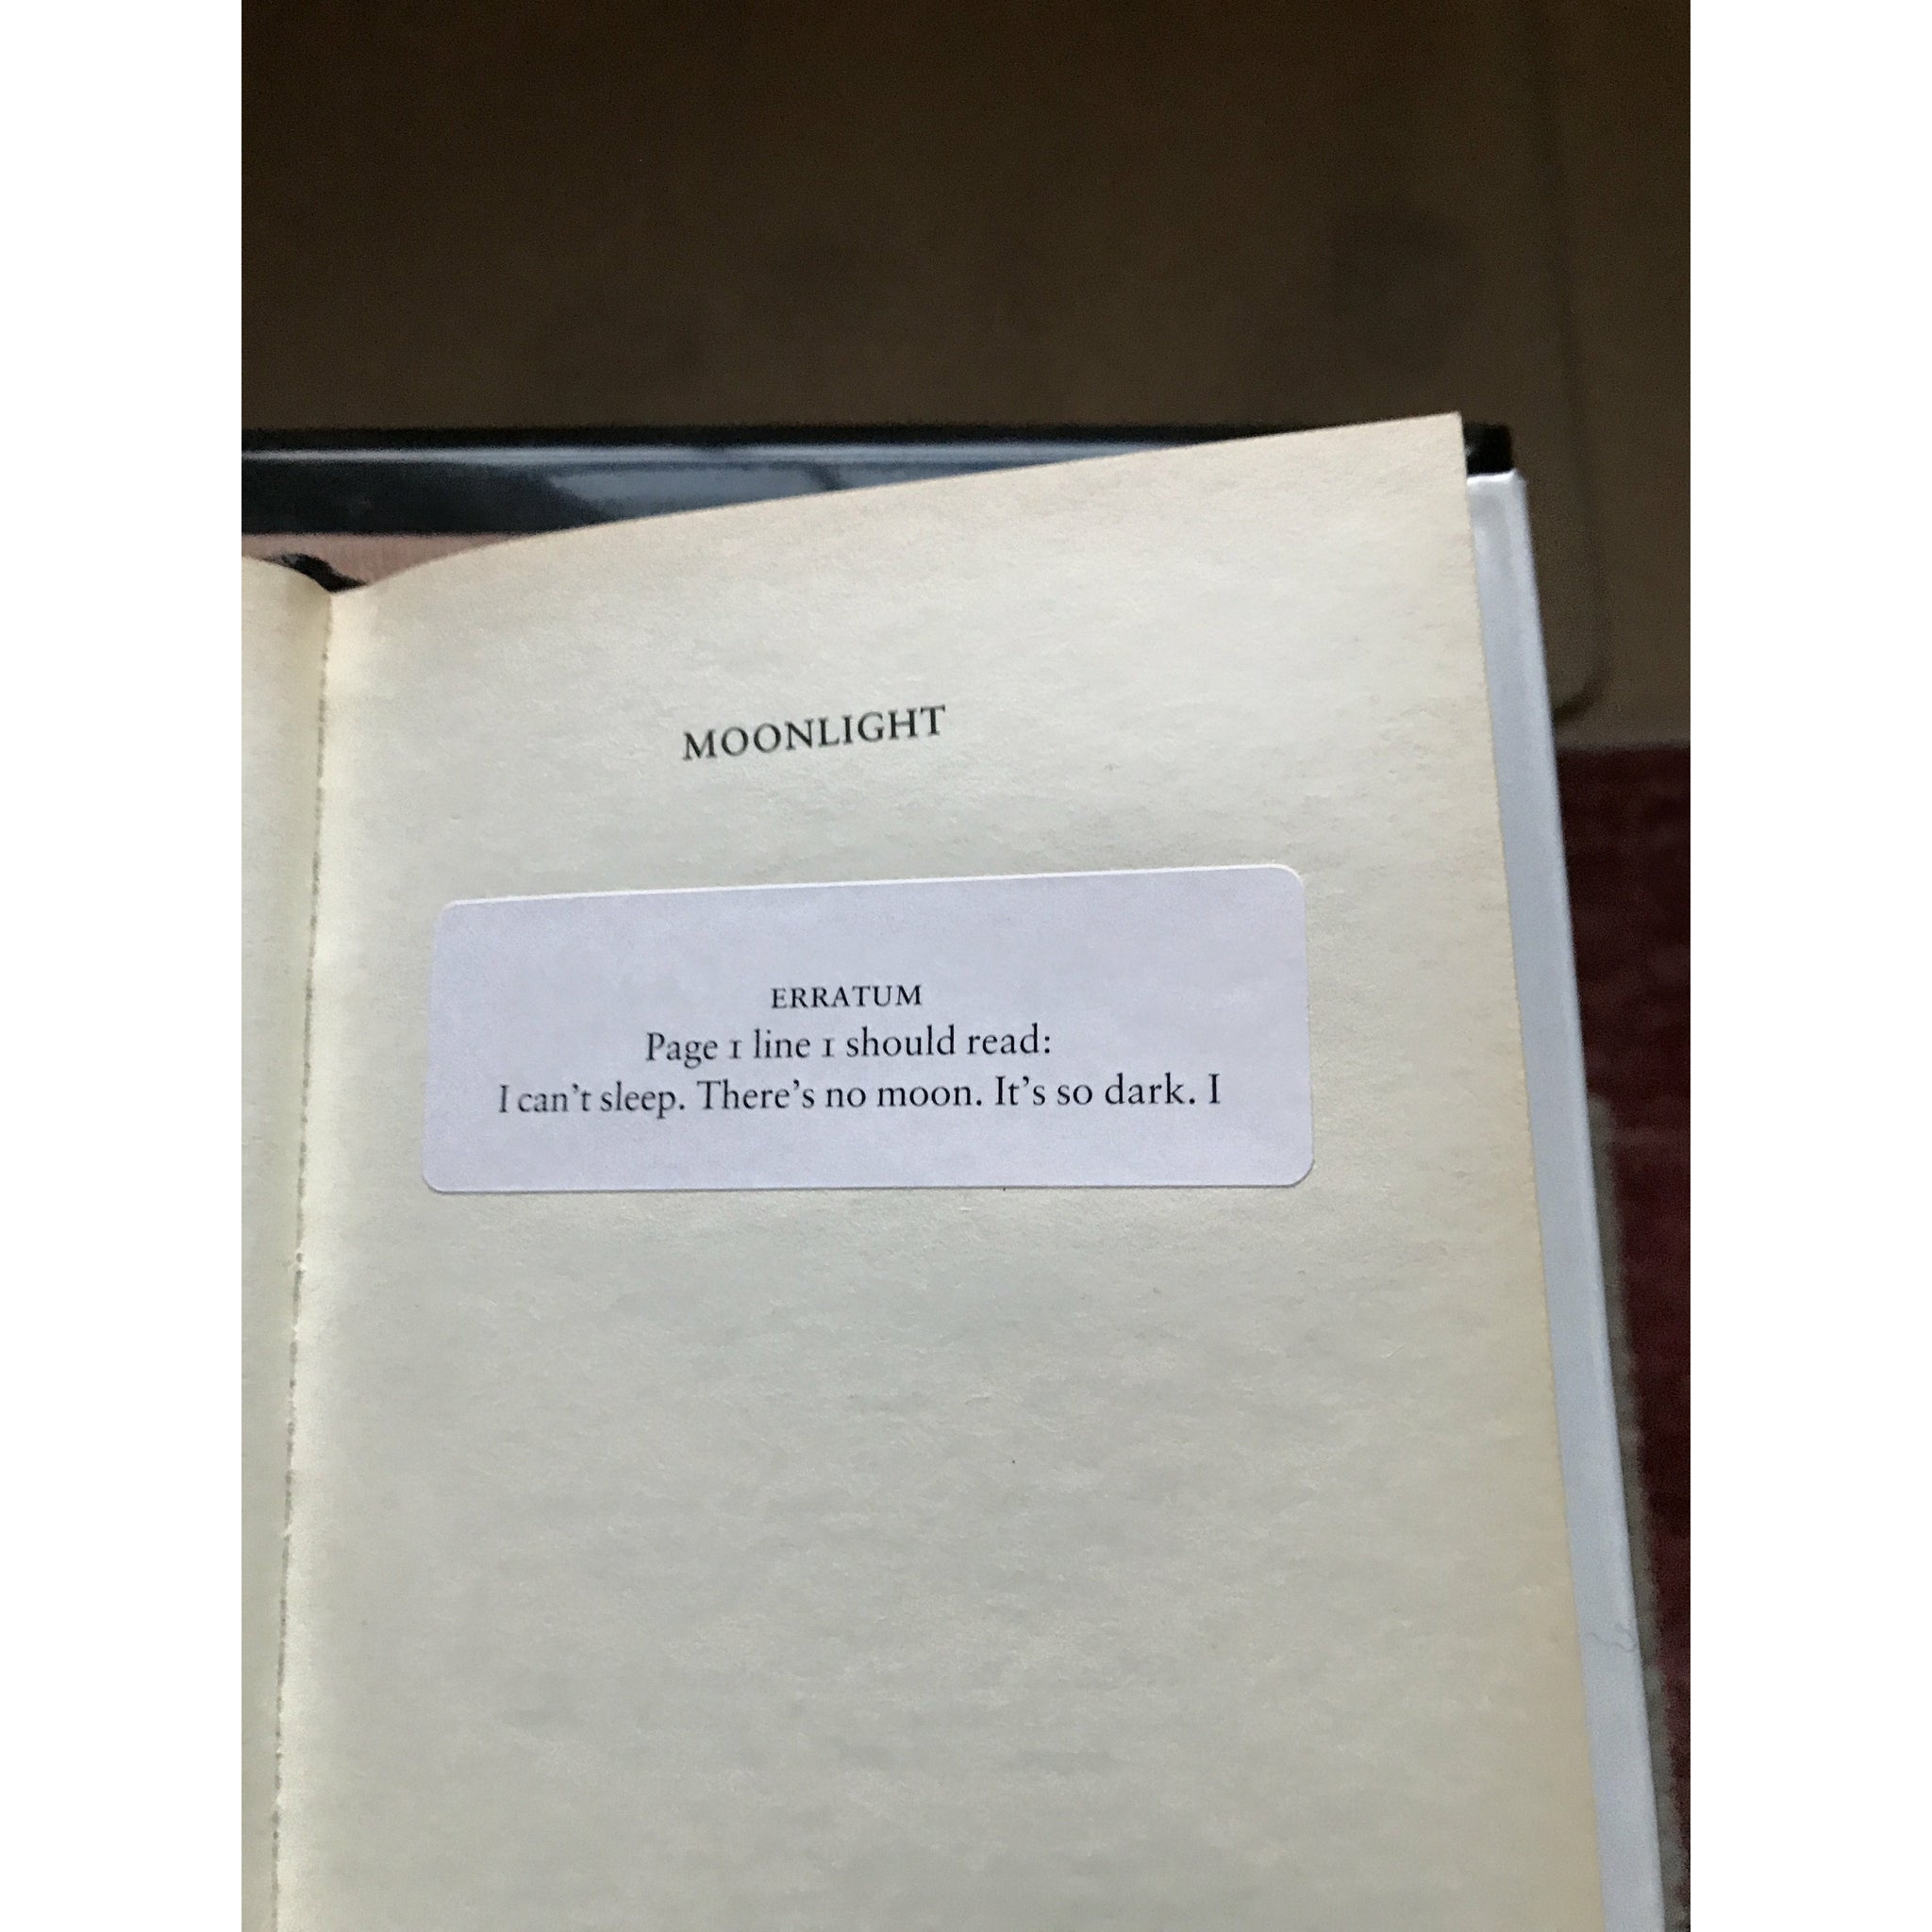 MOONLIGHT
ERRATUM
Page 1 line 1 should read:
I can’t sleep. There’s no moon. It’s so dark. I